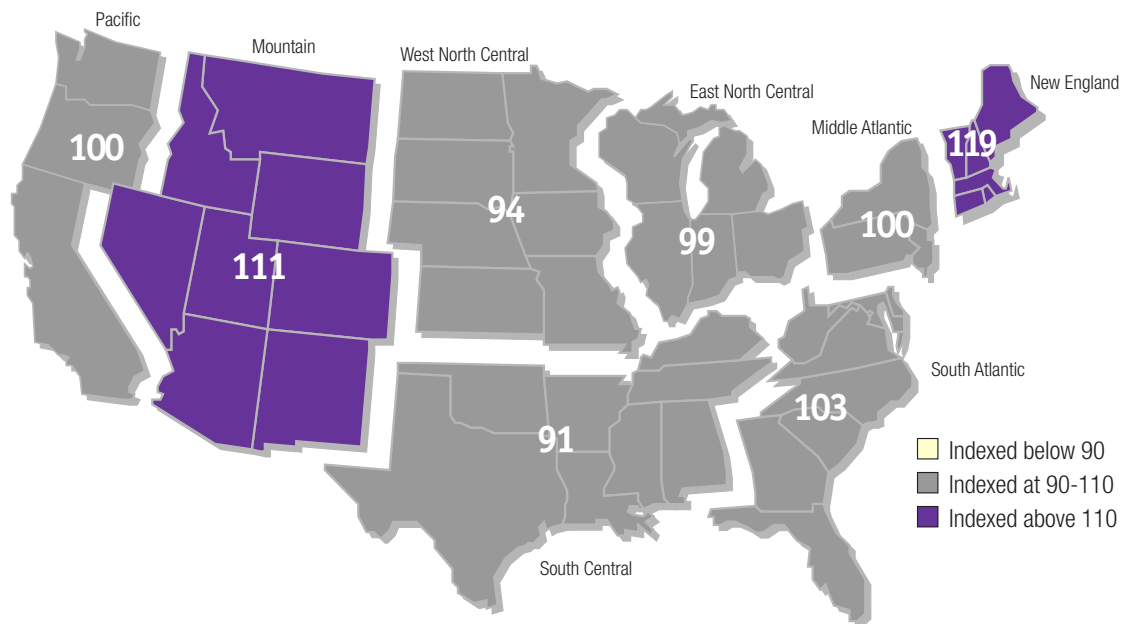 Pacific
Mountain
West North Central
East North Central
New England
Middle Atlantic
100
119
94
100
99
111
South Atlantic
103
91
Indexed below 90
Indexed at 90-110
Indexed above 110
South Central